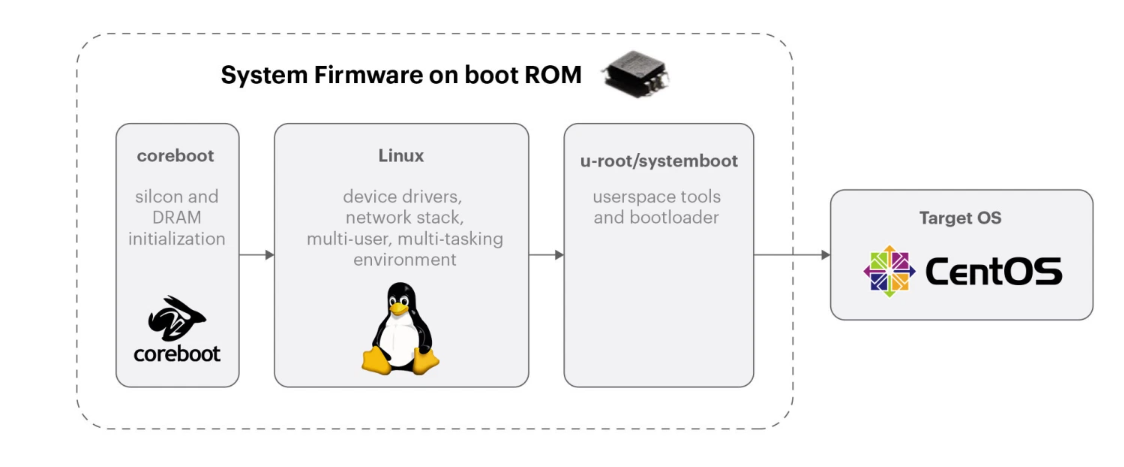 System Firmware on boot ROM
coreboot
silcon and
DRAM
initialization
coreboot
Linux
device drivers,
network stack,
multi-user, multi-tasking
environment
u-root/systemboot
userspace tools
and bootloader
Target OS
CentOS